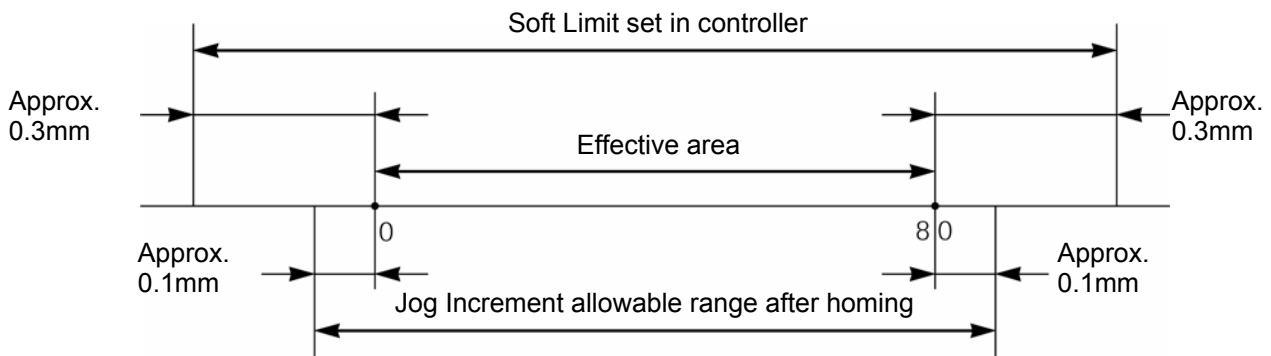 Soft Limit set in controller
Approx.
0.3mm
Approx.
0.3mm
Effective area
0
80
Approx.
0.1mm
Approx.
0.1mm
Jog Increment allowable range after homing